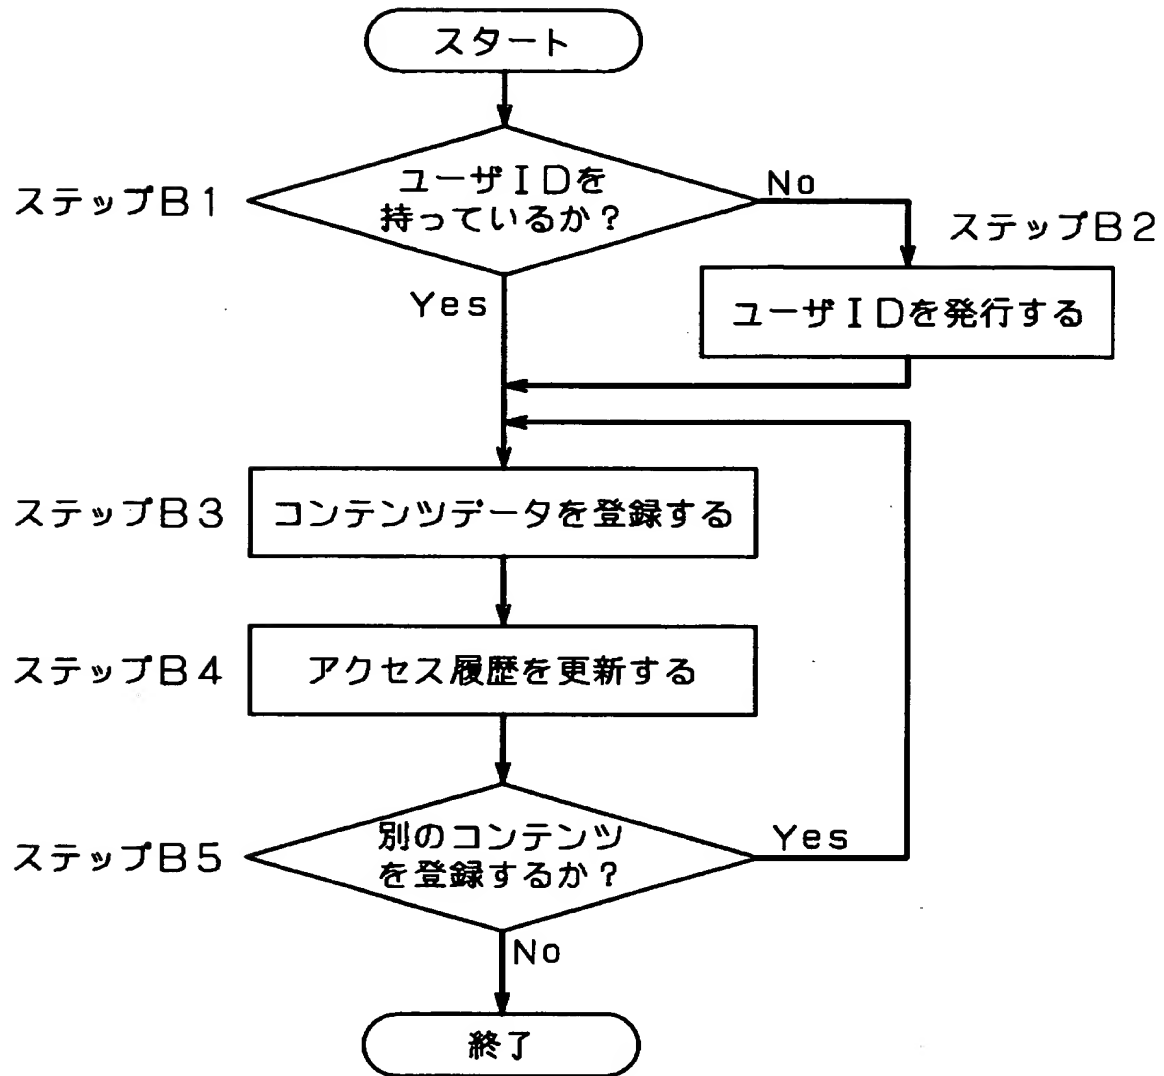 スタート
ステップB1
ユーザIDを
持っているか?
No
ステップB2
Yes
ユーザIDを発行する
ステップB3
コンテンツデータを登録する
ステップB4
アクセス履歴を更新する
ステップB5
別のコンテンツ
を登録するか?
Yes
No
終了